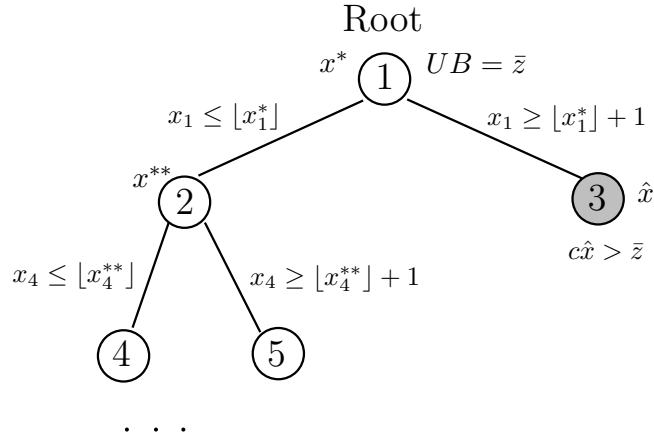 Root
x* 1 UB = z̄
x₁ ≤ ⌊x₁*⌋ x₁ ≥ ⌊x₁*⌋ + 1
x** 2 3 x̂
cx̂ > z̄
x₄ ≤ ⌊x₄**⌋ x₄ ≥ ⌊x₄**⌋ + 1
4 5
. . .